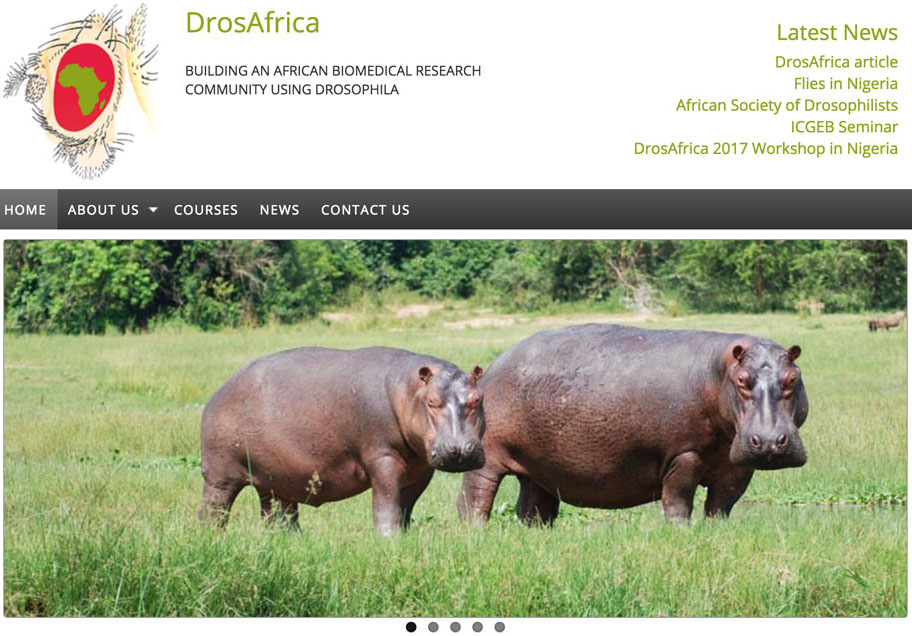 DrosAfrica
BUILDING AN AFRICAN BIOMEDICAL RESEARCH
COMMUNITY USING DROSOPHILA
Latest News
DrosAfrica article
Flies in Nigeria
African Society of Drosophilists
ICGEB Seminar
DrosAfrica 2017 Workshop in Nigeria
HOME ABOUT US COURSES NEWS CONTACT US